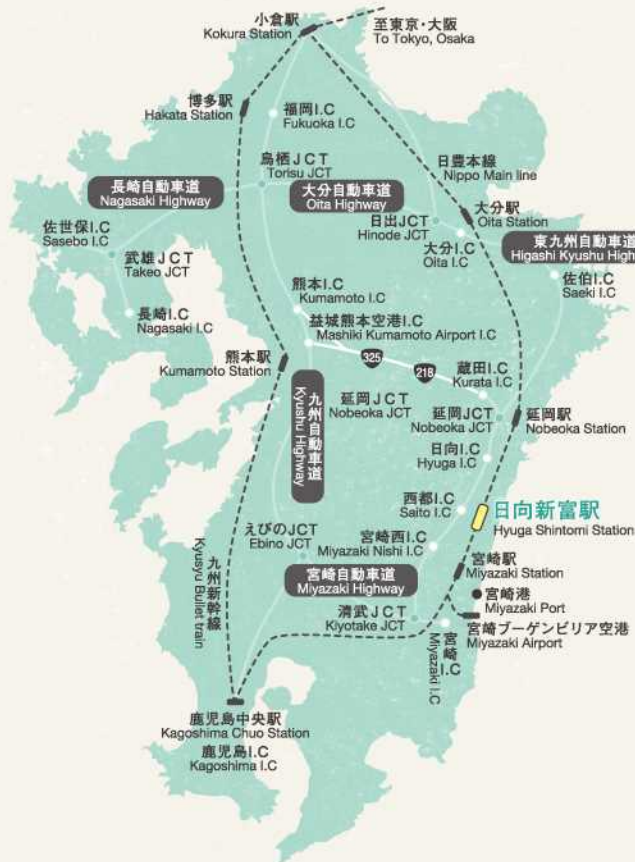 小倉駅
Kokura Station
至東京・大阪
To Tokyo, Osaka
博多駅
Hakata Station
福岡I.C
Fukuoka I.C
鳥栖JCT
Torisu JCT
日豊本線
Nippo Main line
長崎自動車道
Nagasaki Highway
大分自動車道
Oita Highway
大分駅
Oita Station
佐世保I.C
Sasebo I.C
日出JCT
Hinode JCT
大分I.C
Oita I.C
東九州自動車道
Higashi Kyushu High
武雄JCT
Takeo JCT
佐伯I.C
Saeki I.C
熊本I.C
Kumamoto I.C
長崎I.C
Nagasaki I.C
益城熊本空港I.C
Mashiki Kumamoto Airport I.C
熊本駅
Kumamoto Station
325
218
蔵田I.C
Kurata I.C
九州自動車道
Kyushu Highway
延岡JCT
Nobeoka JCT
延岡JCT
Nobeoka JCT
延岡駅
Nobeoka Station
日向I.C
Hyuga I.C
西都I.C
Saito I.C
日向新富駅
Hyuga Shintomi Station
えびのJCT
Ebino JCT
宮崎西I.C
Miyazaki Nishi I.C
九州新幹線
Kyusyu Bullet train
宮崎自動車道
Miyazaki Highway
宮崎駅
Miyazaki Station
宮崎港
Miyazaki Port
清武JCT
Kiyotake JCT
宮崎I.C
Miyazaki I.C
宮崎ブーゲンビリア空港
Miyazaki Airport
鹿児島中央駅
Kagoshima Chuo Station
鹿児島I.C
Kagoshima I.C